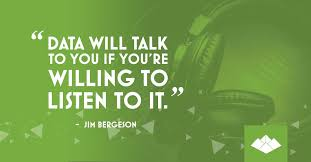 “DATA WILL TALK
TO YOU IF YOU’RE
WILLING TO
LISTEN TO IT.”
- JIM BERGESON